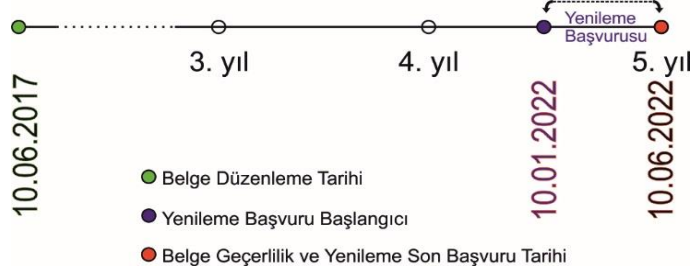 Yenileme
Başvurusu
3. yıl
4. yıl
5. yıl
10.06.2017
10.01.2022
10.06.2022
Belge Düzenleme Tarihi
Yenileme Başvuru Başlangıcı
Belge Geçerlilik ve Yenileme Son Başvuru Tarihi